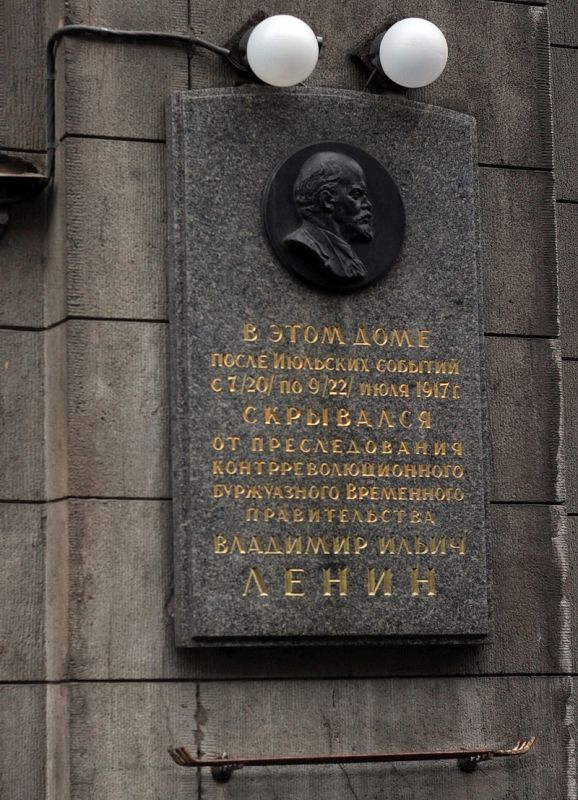 В ЭТОМ ДОМЕ
ПОСЛЕ ИЮЛЬСКИХ СОБЫТИЙ
С 7/20/ ПО 9/22/ ИЮЛЯ 1917 Г.
СКРЫВАЛСЯ
ОТ ПРЕСЛЕДОВАНИЯ
КОНТРРЕВОЛЮЦИОННОГО
БУРЖУАЗНОГО ВРЕМЕННОГО
ПРАВИТЕЛЬСТВА
ВЛАДИМИР ИЛЬИЧ
ЛЕНИН